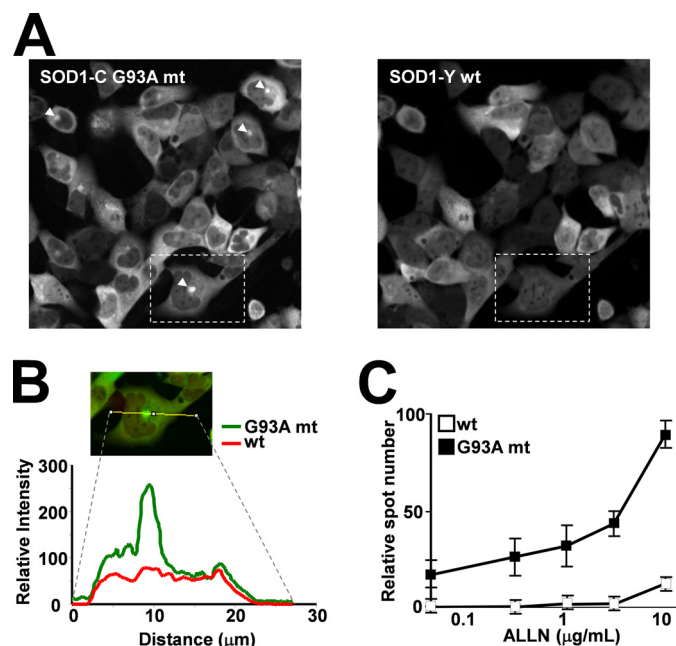 A
SOD1-C G93A mt
SOD1-Y wt
B
G93A mt
wt
300
200
100
0
0
10
20
30
Relative Intensity
Distance (μm)
C
wt
G93A mt
100
50
0
0.1
1
10
Relative spot number
ALLN (μg/mL)